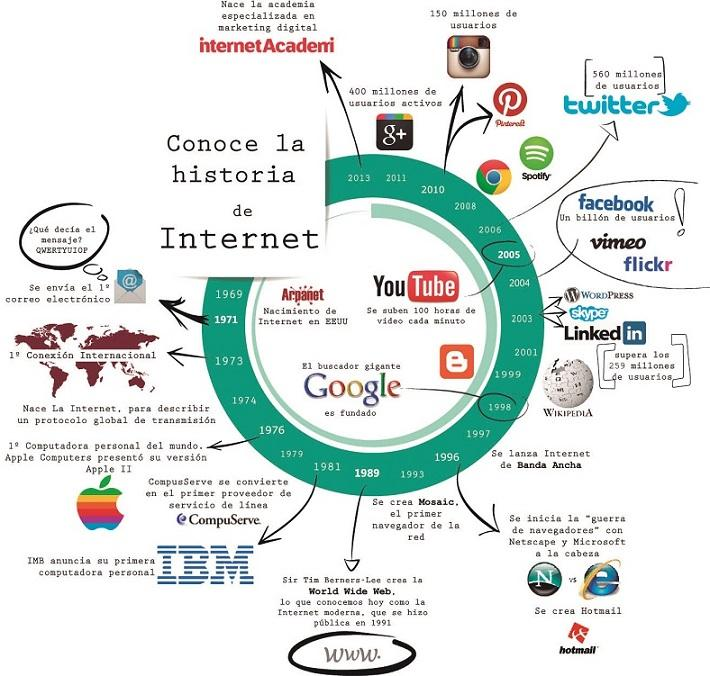 Conoce la
historia
de
Internet
Nace la academia
especializada en
marketing digital
internetAcademi
400 millones de
usuarios activos
g+
150 millones de
usuarios
Pinterest
560 millones
de usuarios
twitter
Spotify
facebook
Un billón de usuarios
!
vimeo
flickr
WORDPRESS
skype
Linked in
supera los
259 millones
de usuarios
WIKIPEDIA
Se lanza Internet
de Banda Ancha
Se inicia la "guerra
de navegadores" con
Netscape y Microsoft
a la cabeza
N
vs
e
Se crea Hotmail
hotmail
Se crea Mosaic,
el primer
navegador de la
red
Sir Tim Berners-Lee crea la
World Wide Web,
lo que conocemos hoy como la
Internet moderna, que se hizo
pública en 1991
www.
IMB anuncia su primera
computadora personal
IBM
CompusServe se convierte
en el primer proveedor de
servicio de línea
CompuServe.
1º Computadora personal del mundo.
Apple Computers presentó su versión
Apple II
Nace La Internet, para describir
un protocolo global de transmisión
1º Conexión Internacional
Se envía el 1º
correo electrónico
@
¿Qué decía el
mensaje?
QWERTYUIOP
1969
1971
1973
1974
1976
1979
1981
1989
1993
1996
1997
1998
1999
2001
2003
2004
2005
2006
2008
2010
2011
2013
Arpanet
Nacimiento de
Internet en EEUU
YouTube
Se suben 100 horas de
video cada minuto
El buscador gigante
Google
es fundado